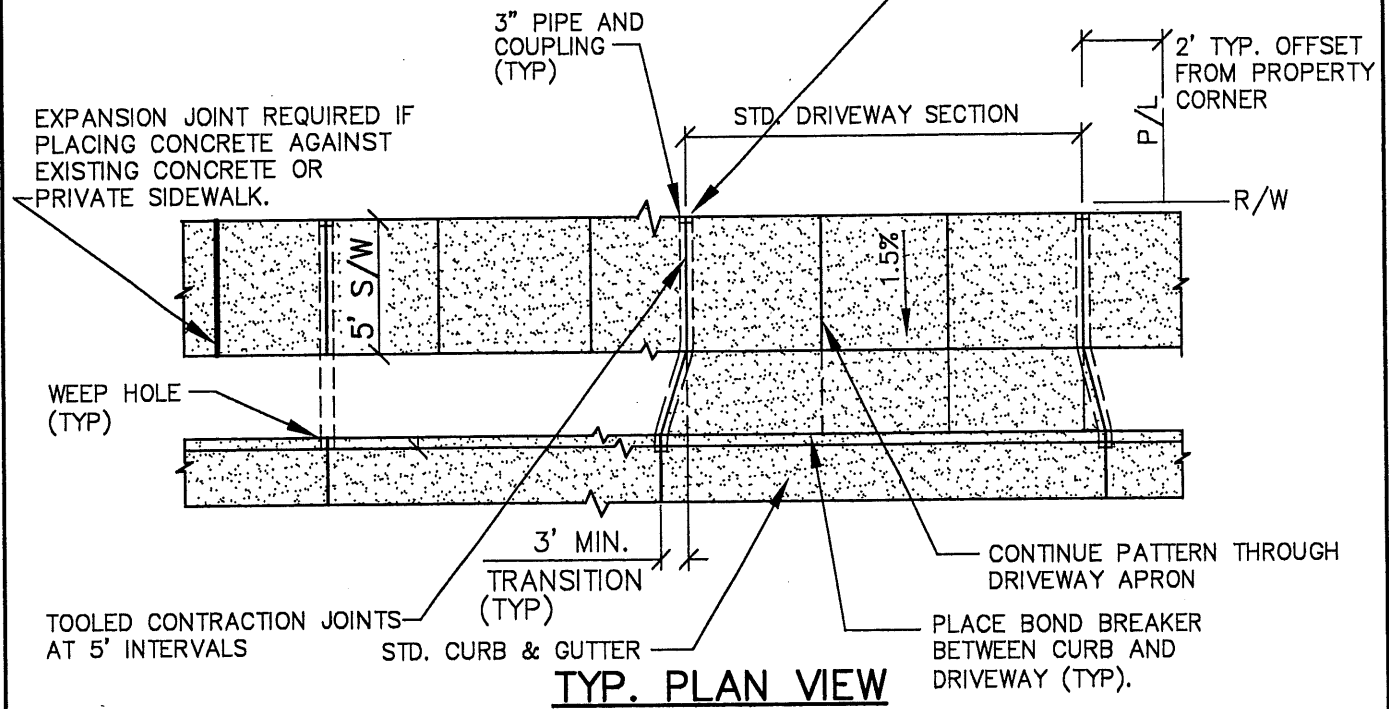 3" PIPE AND
COUPLING
(TYP)
2' TYP. OFFSET
FROM PROPERTY
CORNER
P/L
EXPANSION JOINT REQUIRED IF
PLACING CONCRETE AGAINST
EXISTING CONCRETE OR
PRIVATE SIDEWALK.
STD. DRIVEWAY SECTION
R/W
5' S/W
1.5%
WEEP HOLE
(TYP)
3' MIN.
TRANSITION
(TYP)
CONTINUE PATTERN THROUGH
DRIVEWAY APRON
TOOLED CONTRACTION JOINTS
AT 5' INTERVALS
STD. CURB & GUTTER
PLACE BOND BREAKER
BETWEEN CURB AND
DRIVEWAY (TYP).
TYP. PLAN VIEW